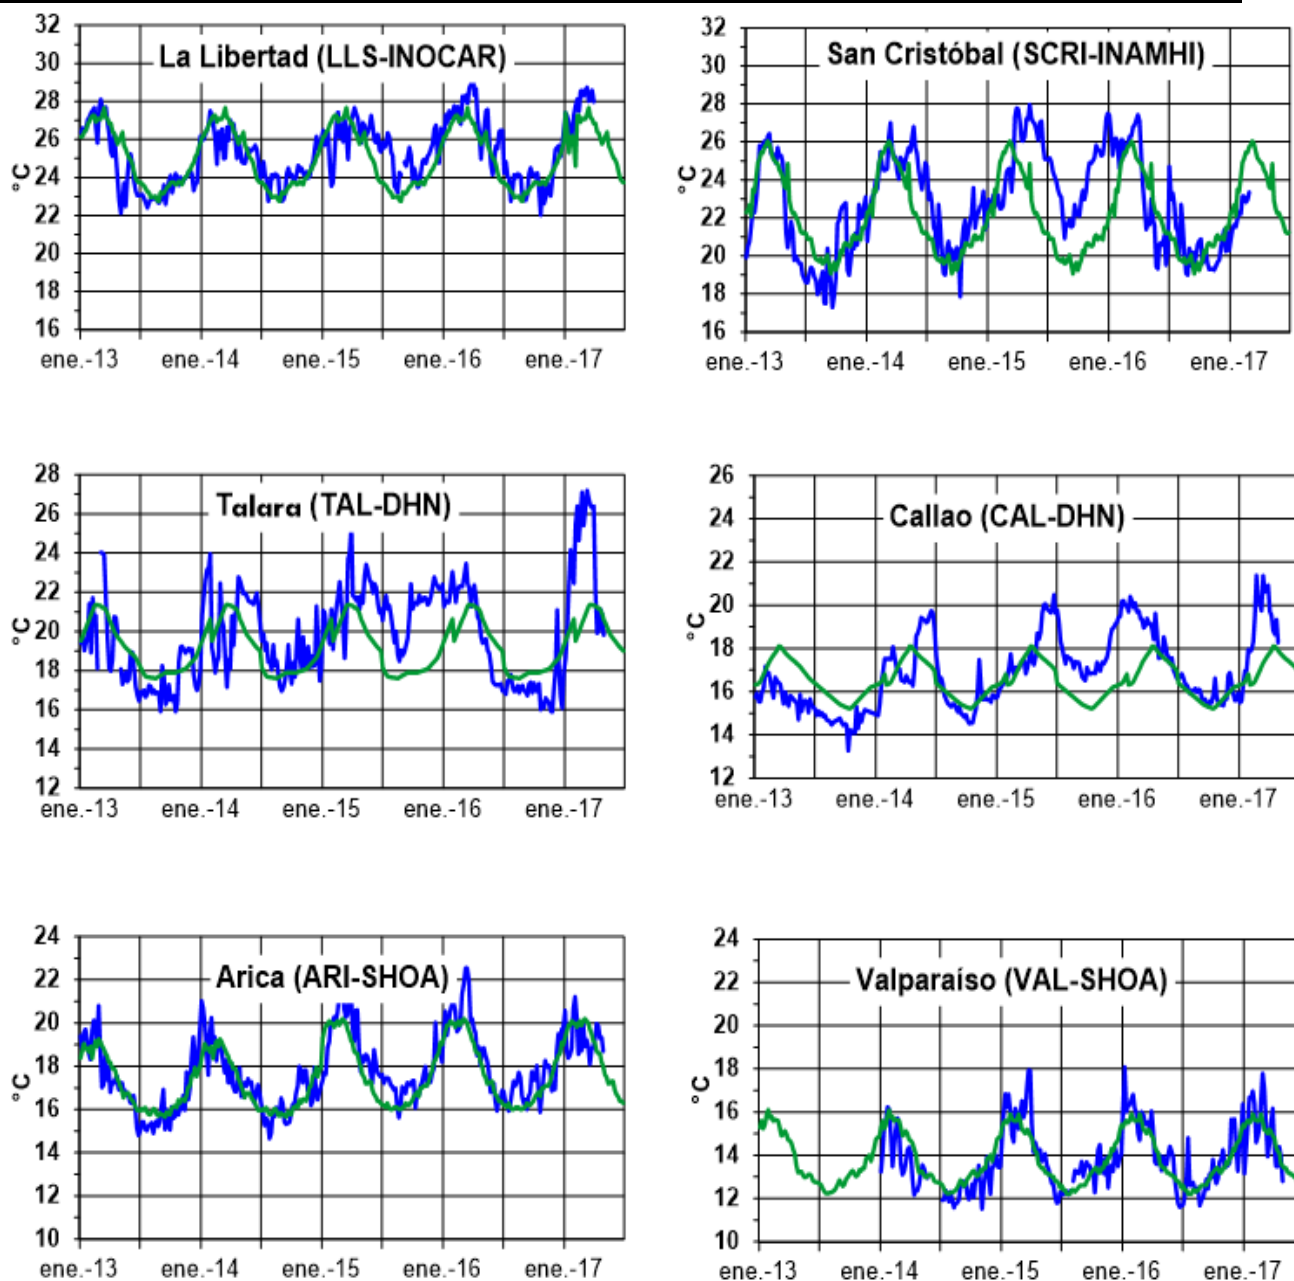 La Libertad (LLS-INOCAR)
°C
32
30
28
26
24
22
20
18
16
ene.-13 ene.-14 ene.-15 ene.-16 ene.-17
San Cristóbal (SCRI-INAMHI)
°C
32
30
28
26
24
22
20
18
16
ene.-13 ene.-14 ene.-15 ene.-16 ene.-17
Talara (TAL-DHN)
°C
28
26
24
22
20
18
16
14
12
ene.-13 ene.-14 ene.-15 ene.-16 ene.-17
Callao (CAL-DHN)
°C
26
24
22
20
18
16
14
12
ene.-13 ene.-14 ene.-15 ene.-16 ene.-17
Arica (ARI-SHOA)
°C
24
22
20
18
16
14
12
10
ene.-13 ene.-14 ene.-15 ene.-16 ene.-17
Valparaíso (VAL-SHOA)
°C
24
22
20
18
16
14
12
10
ene.-13 ene.-14 ene.-15 ene.-16 ene.-17